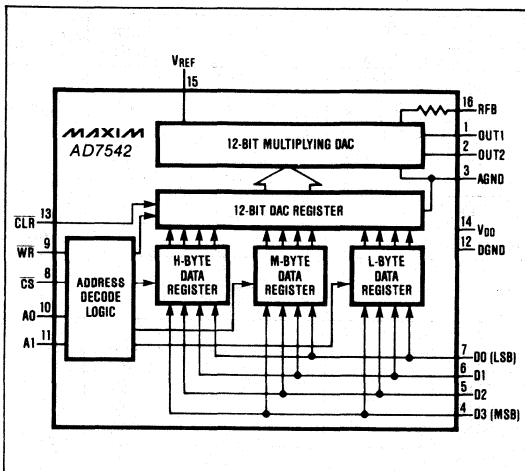 VREF
15
16 RFB
MAXIM
AD7542
12-BIT MULTIPLYING DAC
1 OUT1
2 OUT2
3 AGND
CLR 13
12-BIT DAC REGISTER
14 VDD
12 DGND
WR 9
CS 8
A0 10
A1 11
ADDRESS
DECODE
LOGIC
H-BYTE
DATA
REGISTER
M-BYTE
DATA
REGISTER
L-BYTE
DATA
REGISTER
7 D0 (LSB)
6 D1
5 D2
4 D3 (MSB)